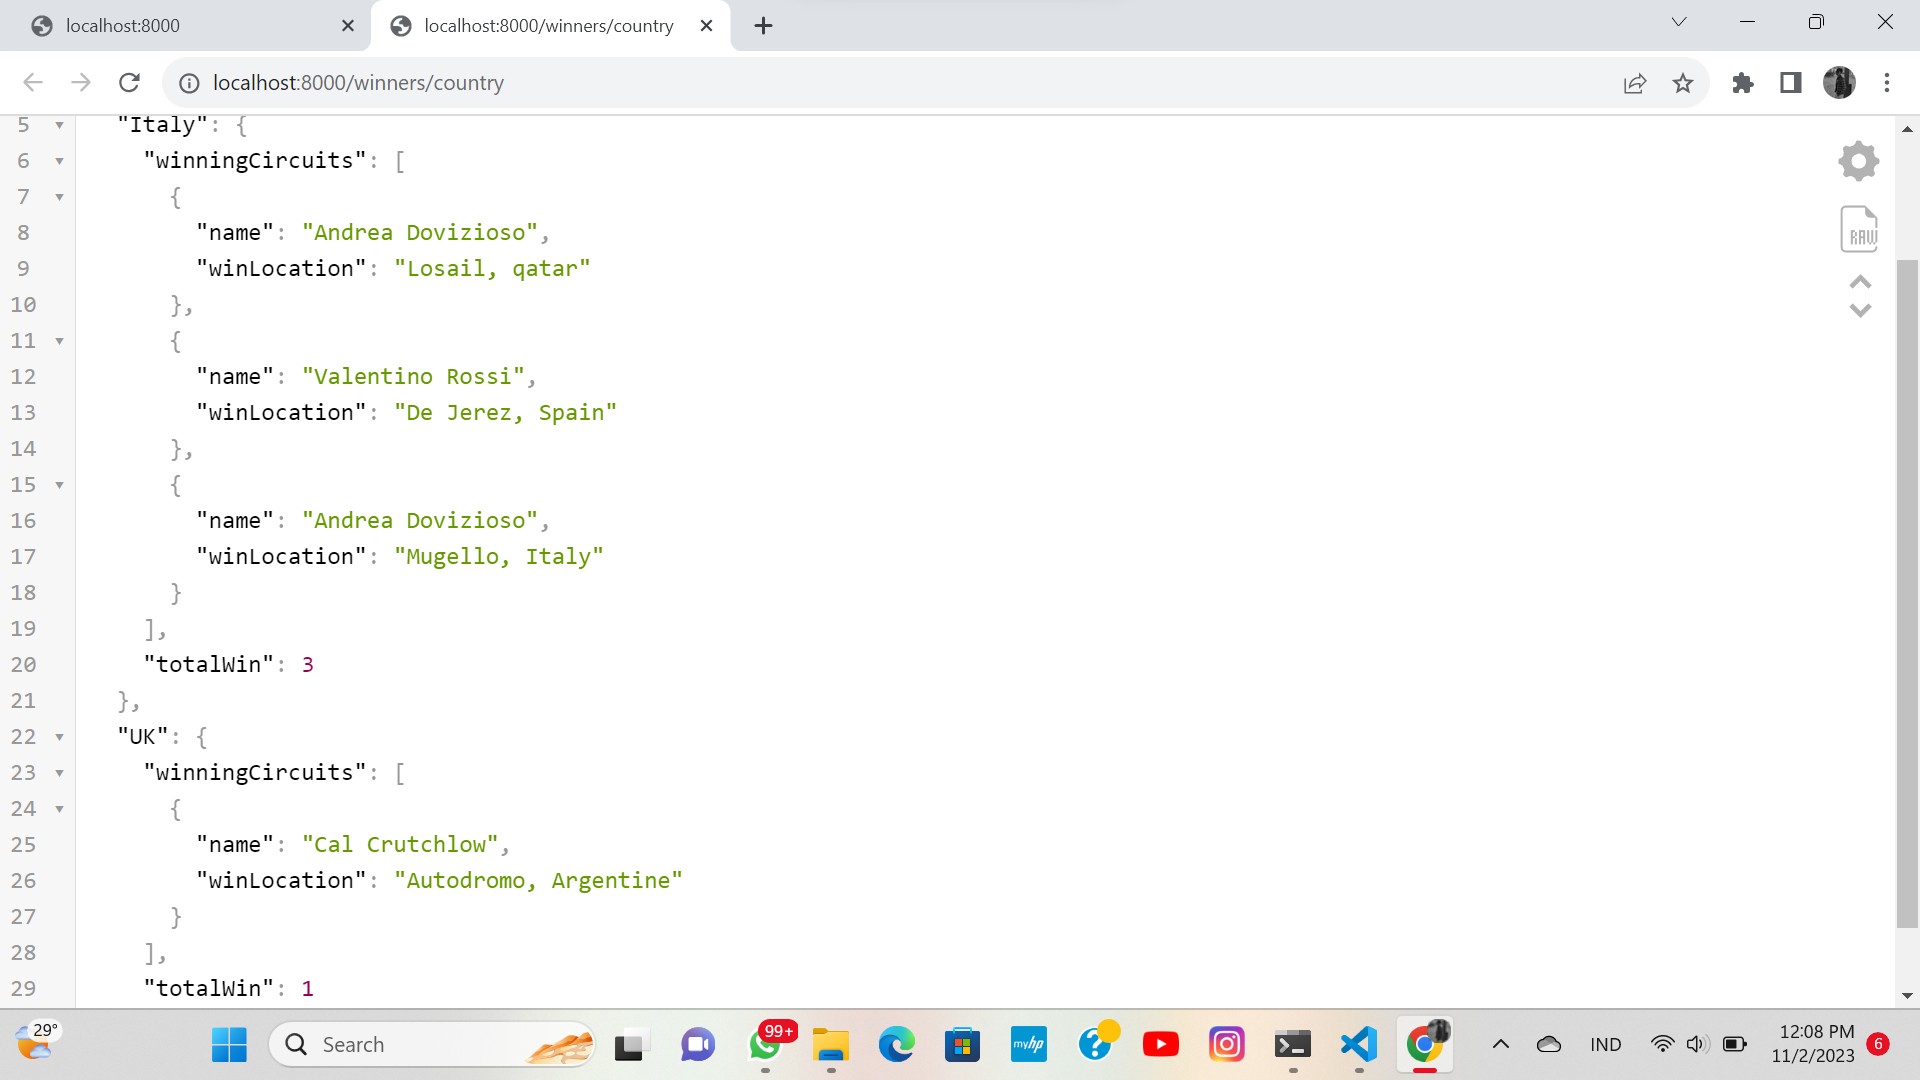 localhost:8000
localhost:8000/winners/country
localhost:8000/winners/country
5 "Italy": {
6 "winningCircuits": [
7 {
8 "name": "Andrea Dovizioso",
9 "winLocation": "Losail, qatar"
10 },
11 {
12 "name": "Valentino Rossi",
13 "winLocation": "De Jerez, Spain"
14 },
15 {
16 "name": "Andrea Dovizioso",
17 "winLocation": "Mugello, Italy"
18 }
19 ],
20 "totalWin": 3
21 },
22 "UK": {
23 "winningCircuits": [
24 {
25 "name": "Cal Crutchlow",
26 "winLocation": "Autodromo, Argentine"
27 }
28 ],
29 "totalWin": 1
RAW
29°
Search
99+
myhp
IND
12:08 PM
11/2/2023
6